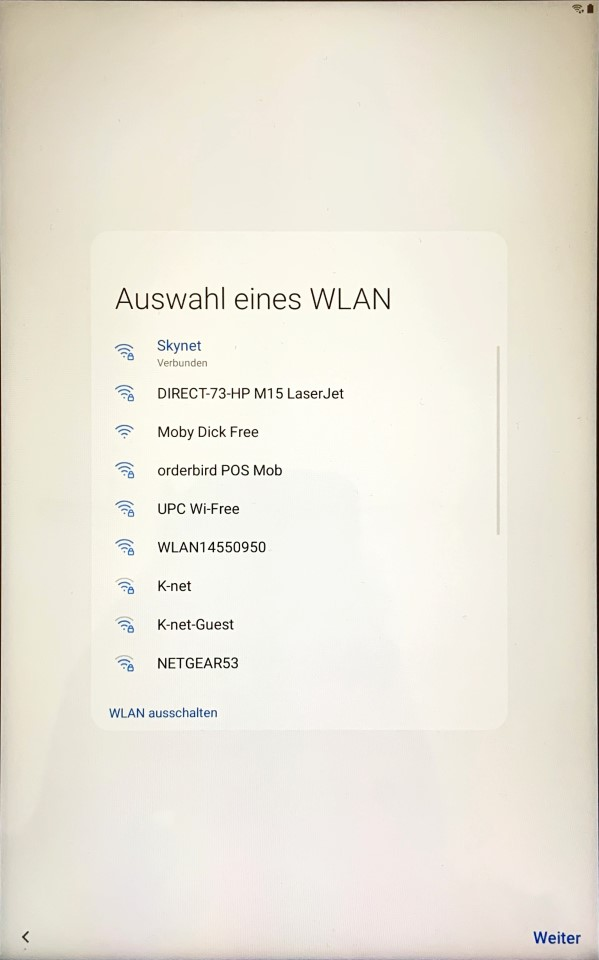 Auswahl eines WLAN
Skynet
Verbunden
DIRECT-73-HP M15 LaserJet
Moby Dick Free
orderbird POS Mob
UPC Wi-Free
WLAN14550950
K-net
K-net-Guest
NETGEAR53
WLAN ausschalten
Weiter